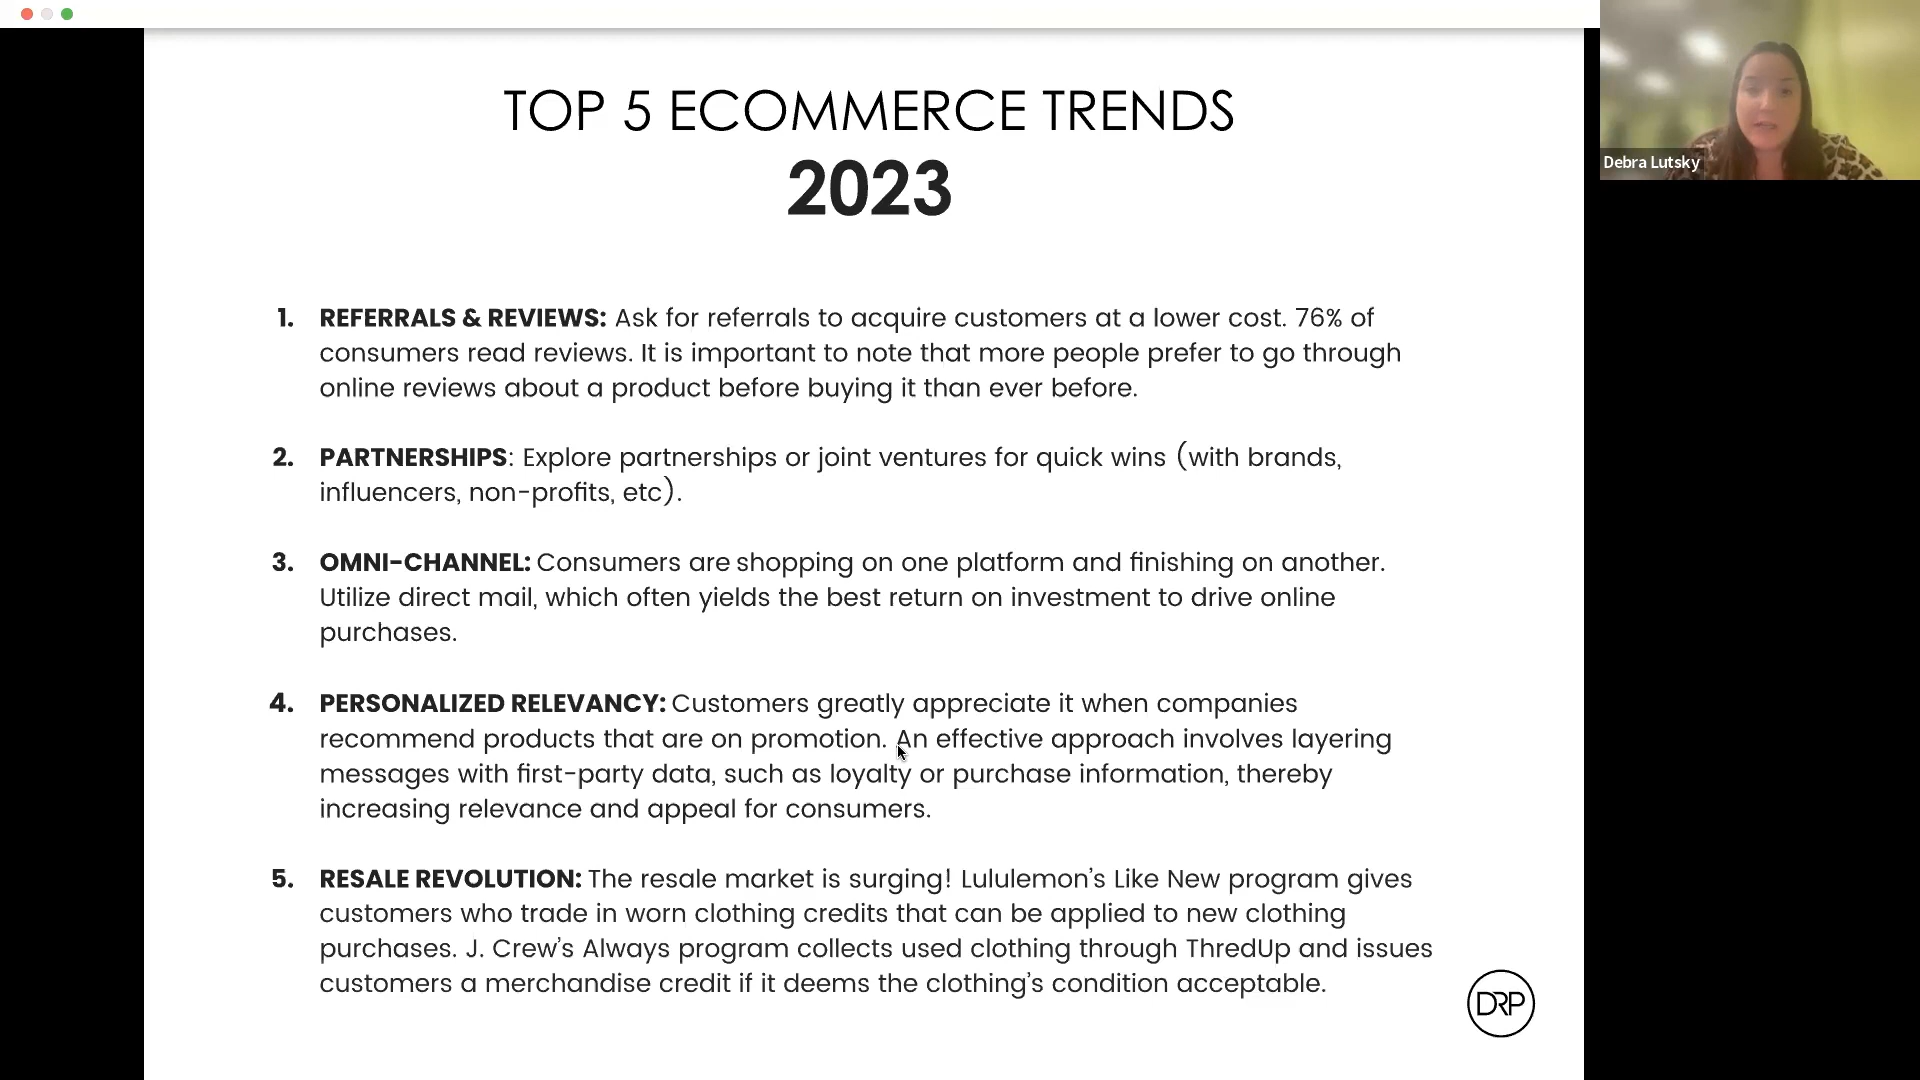 TOP 5 ECOMMERCE TRENDS
2023
Debra Lutsky
1. REFERRALS & REVIEWS: Ask for referrals to acquire customers at a lower cost. 76% of
consumers read reviews. It is important to note that more people prefer to go through
online reviews about a product before buying it than ever before.
2. PARTNERSHIPS: Explore partnerships or joint ventures for quick wins (with brands,
influencers, non-profits, etc).
3. OMNI-CHANNEL: Consumers are shopping on one platform and finishing on another.
Utilize direct mail, which often yields the best return on investment to drive online
purchases.
4. PERSONALIZED RELEVANCY: Customers greatly appreciate it when companies
recommend products that are on promotion. An effective approach involves layering
messages with first-party data, such as loyalty or purchase information, thereby
increasing relevance and appeal for consumers.
5. RESALE REVOLUTION: The resale market is surging! Lululemon’s Like New program gives
customers who trade in worn clothing credits that can be applied to new clothing
purchases. J. Crew’s Always program collects used clothing through ThredUp and issues
customers a merchandise credit if it deems the clothing’s condition acceptable.
DRP